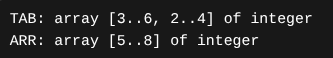 TAB: array [3..6, 2..4] of integer
ARR: array [5..8] of integer